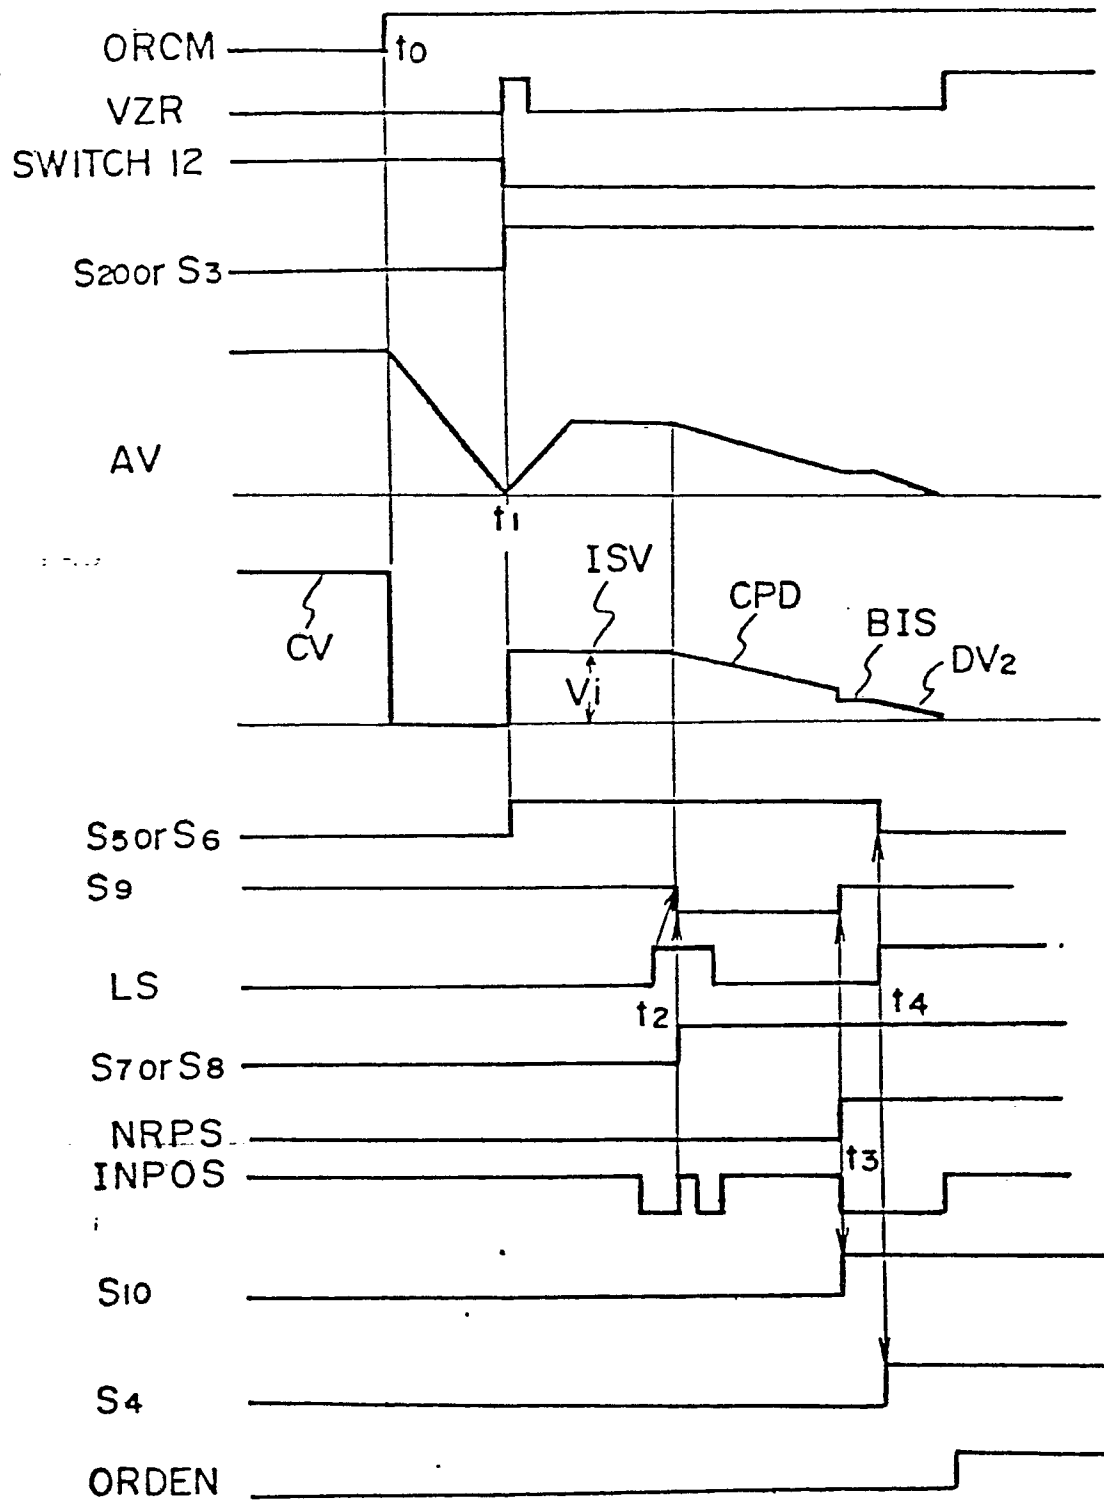 ORCM
t0
VZR
SWITCH 12
S20 or S3
AV
t1
ISV
CPD
BIS
CV
Vi
DV2
S5 or S6
S9
LS
t2
t4
S7 or S8
NRPS
t3
INPOS
S10
S4
ORDEN